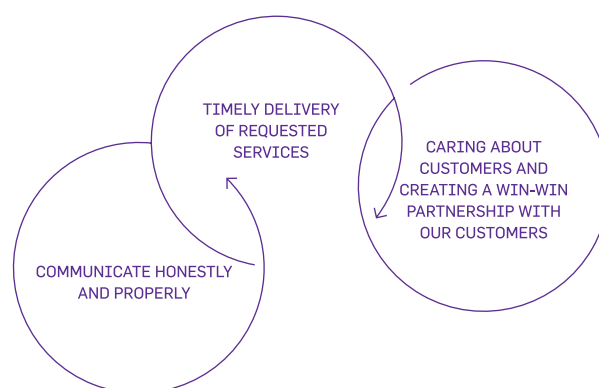 COMMUNICATE HONESTLY
AND PROPERLY
TIMELY DELIVERY
OF REQUESTED
SERVICES
CARING ABOUT
CUSTOMERS AND
CREATING A WIN-WIN
PARTNERSHIP WITH
OUR CUSTOMERS